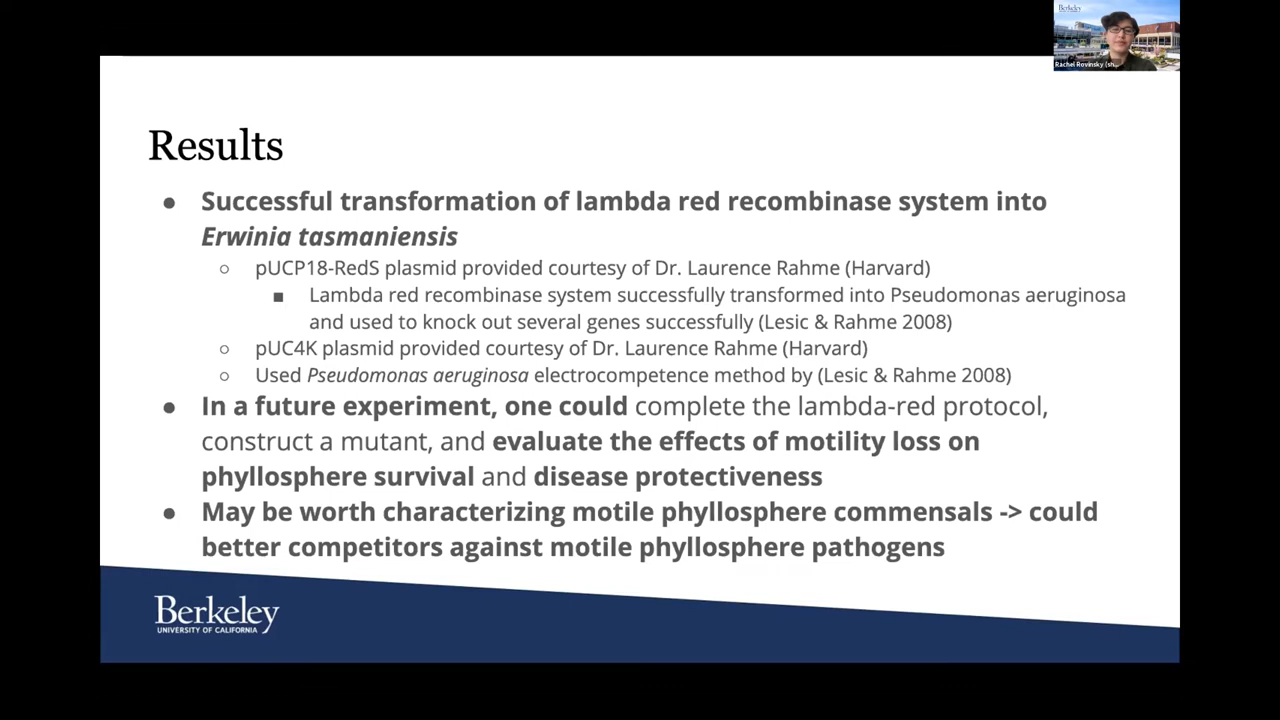 Berkeley
Rachel Rovinsky (sh...
Results
● Successful transformation of lambda red recombinase system into
Erwinia tasmaniensis
○ pUCP18-RedS plasmid provided courtesy of Dr. Laurence Rahme (Harvard)
■ Lambda red recombinase system successfully transformed into Pseudomonas aeruginosa
and used to knock out several genes successfully (Lesic & Rahme 2008)
○ pUC4K plasmid provided courtesy of Dr. Laurence Rahme (Harvard)
○ Used Pseudomonas aeruginosa electrocompetence method by (Lesic & Rahme 2008)
● In a future experiment, one could complete the lambda-red protocol,
construct a mutant, and evaluate the effects of motility loss on
phyllosphere survival and disease protectiveness
● May be worth characterizing motile phyllosphere commensals -> could
better competitors against motile phyllosphere pathogens
Berkeley
UNIVERSITY OF CALIFORNIA